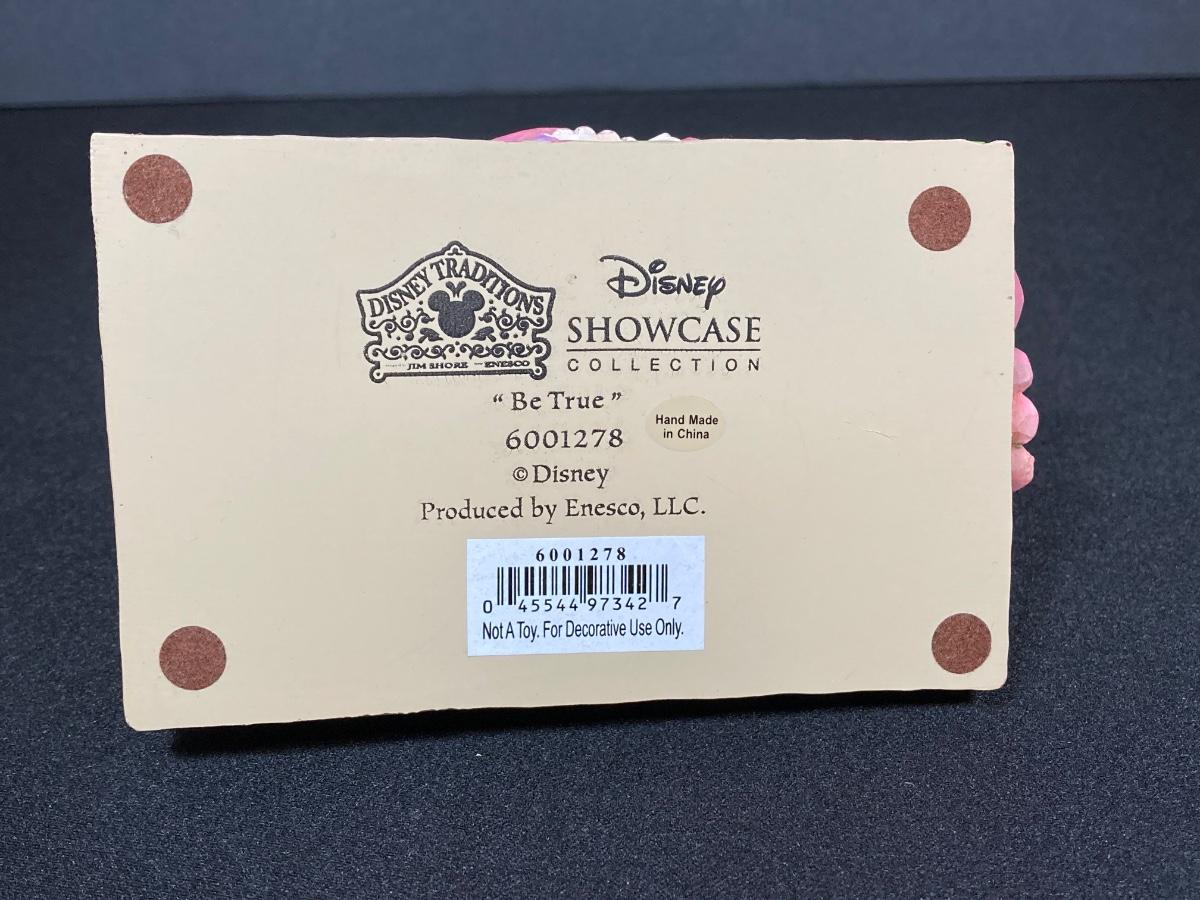 DISNEY TRADITIONS
JIM SHORE ENESCO
Disney
SHOWCASE
COLLECTION
“ Be True ”
6001278
Hand Made
in China
© Disney
Produced by Enesco, LLC.
6001278
0 45544 97342 7
Not A Toy. For Decorative Use Only.